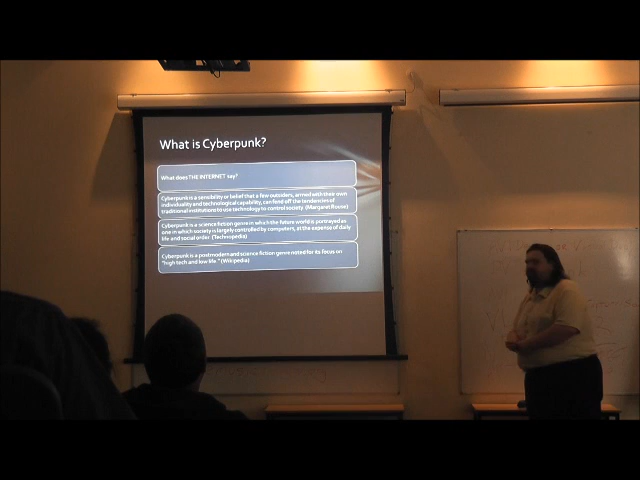 What is Cyberpunk?
What does THE INTERNET say?
Cyberpunk is a sensibility or belief that a few outsiders, armed with their own
individuality and technological capability, can fend off the tendencies of
traditional institutions to use technology to control society. (Margaret Rouse)
Cyberpunk is a science fiction genre in which the future world is portrayed as
one in which society is largely controlled by computers, at the expense of daily
life and social order. (Technopedia)
Cyberpunk is a postmodern and science fiction genre noted for its focus on
"high tech and low life." (Wikipedia)